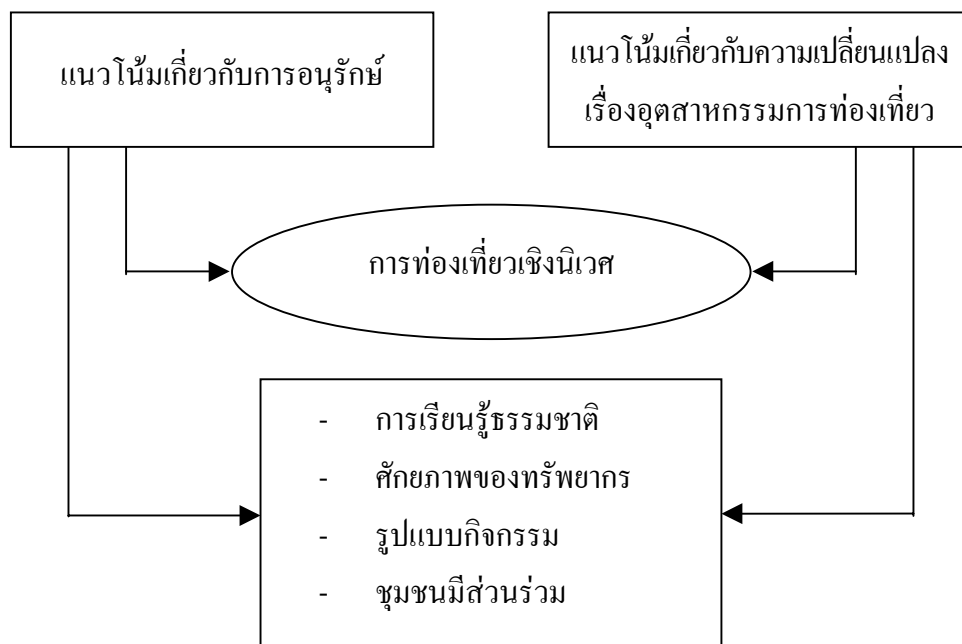 แนวโน้มเกี่ยวกับการอนุรักษ์
แนวโน้มเกี่ยวกับความเปลี่ยนแปลง
เรื่องอุตสาหกรรมการท่องเที่ยว
การท่องเที่ยวเชิงนิเวศ
- การเรียนรู้ธรรมชาติ
- ศักยภาพของทรัพยากร
- รูปแบบกิจกรรม
- ชุมชนมีส่วนร่วม